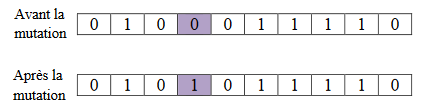 Avant la
mutation
0 1 0 0 0 1 1 1 1 0
Après la
mutation
0 1 0 1 0 1 1 1 1 0